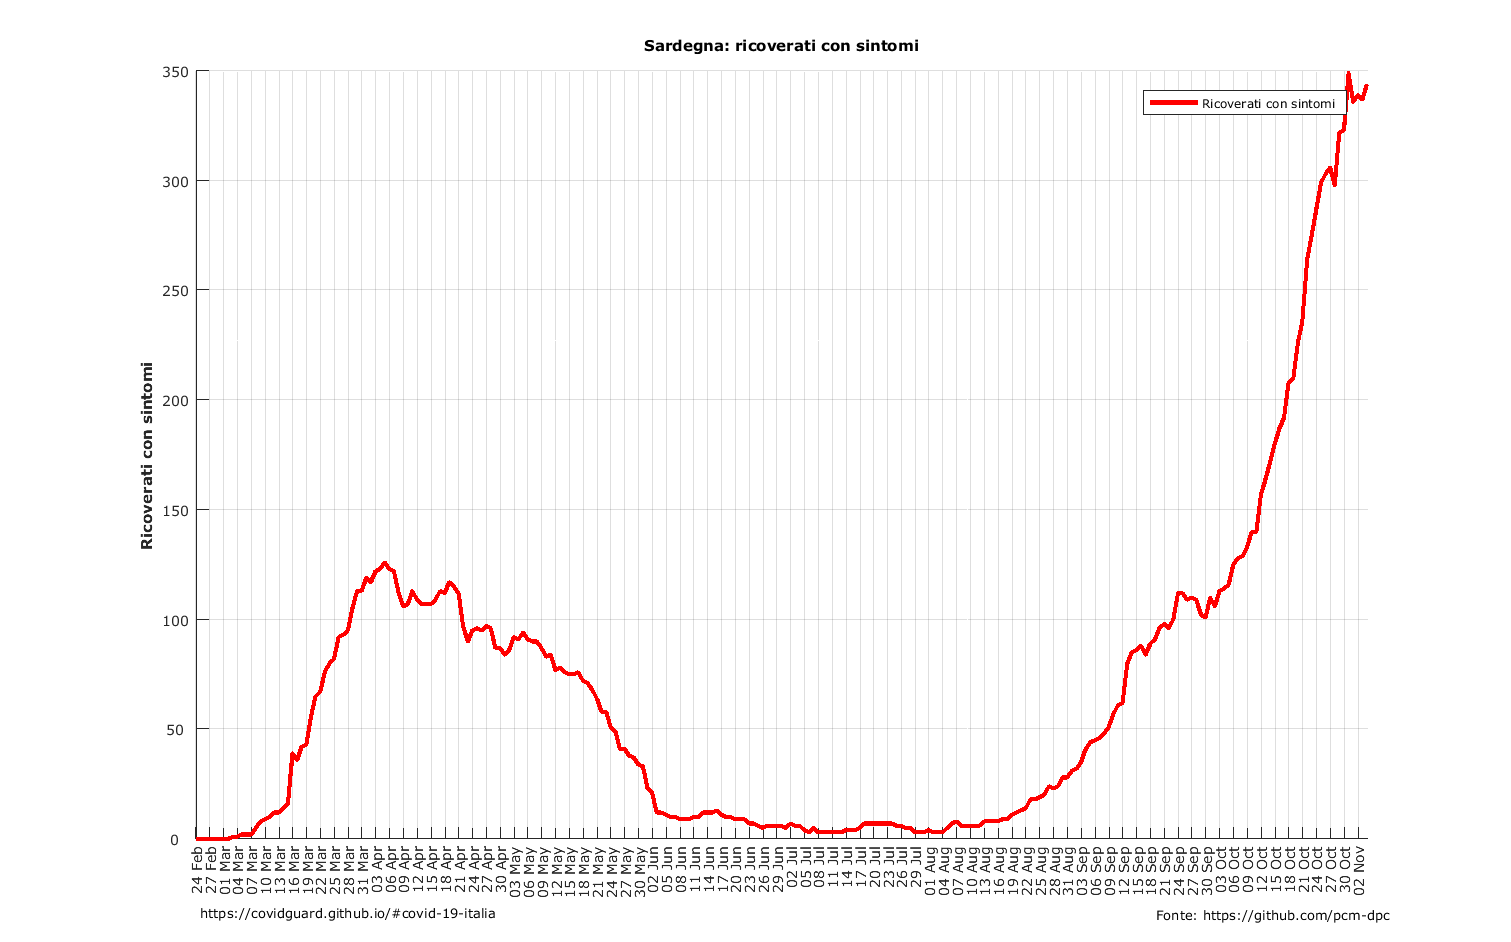 Sardegna: ricoverati con sintomi
350
300
250
200
150
100
50
0
Ricoverati con sintomi
Ricoverati con sintomi
24 Feb
27 Feb
01 Mar
04 Mar
07 Mar
10 Mar
13 Mar
16 Mar
19 Mar
22 Mar
25 Mar
28 Mar
31 Mar
03 Apr
06 Apr
09 Apr
12 Apr
15 Apr
18 Apr
21 Apr
24 Apr
27 Apr
30 Apr
03 May
06 May
09 May
12 May
15 May
18 May
21 May
24 May
27 May
30 May
02 Jun
05 Jun
08 Jun
11 Jun
14 Jun
17 Jun
20 Jun
23 Jun
26 Jun
29 Jun
02 Jul
05 Jul
08 Jul
11 Jul
14 Jul
17 Jul
20 Jul
23 Jul
26 Jul
29 Jul
01 Aug
04 Aug
07 Aug
10 Aug
13 Aug
16 Aug
19 Aug
22 Aug
25 Aug
28 Aug
31 Aug
03 Sep
06 Sep
09 Sep
12 Sep
15 Sep
18 Sep
21 Sep
24 Sep
27 Sep
30 Sep
03 Oct
06 Oct
09 Oct
12 Oct
15 Oct
18 Oct
21 Oct
24 Oct
27 Oct
30 Oct
02 Nov
https://covidguard.github.io/#covid-19-italia
Fonte: https://github.com/pcm-dpc